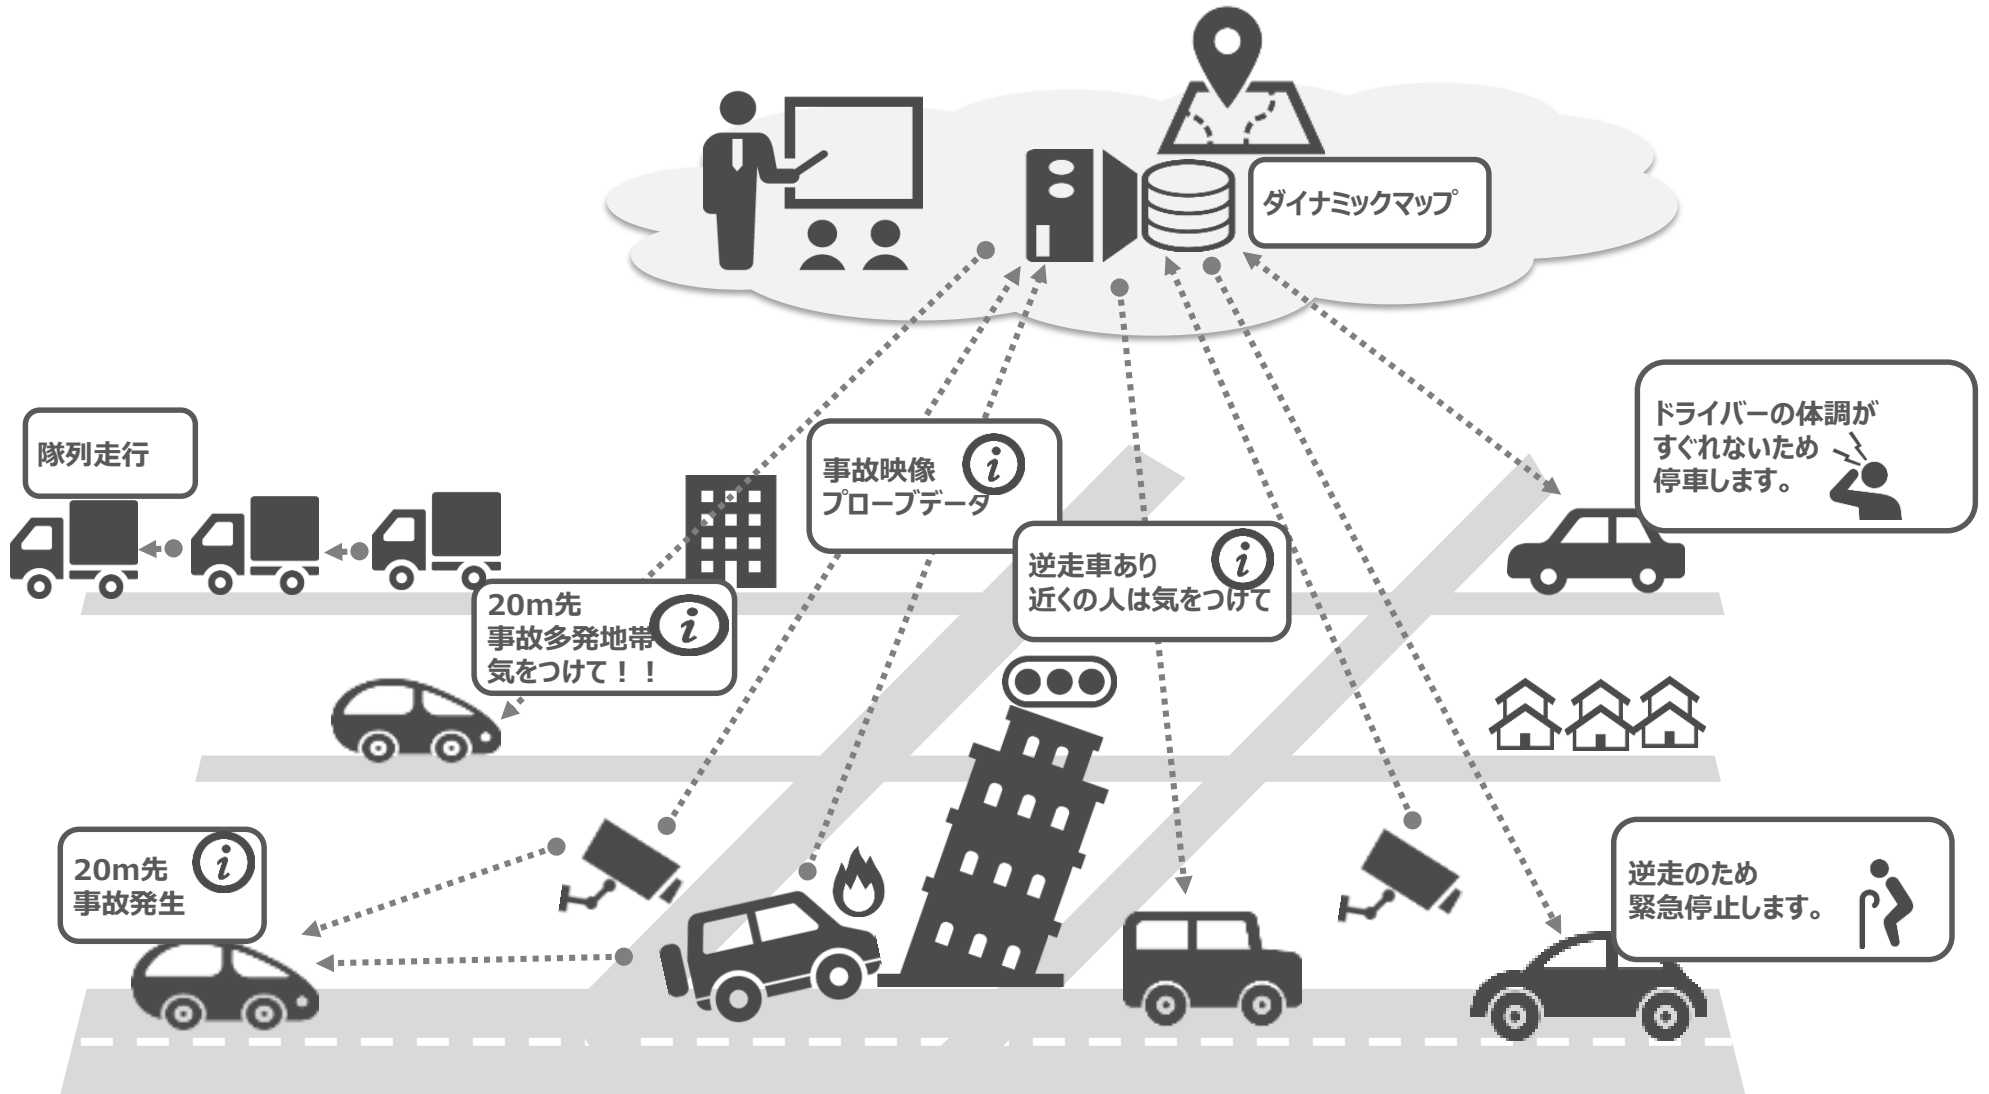 ダイナミックマップ
ドライバーの体調が
すぐれないため
停車します。
隊列走行
事故映像
プローブデータ
逆走車あり
近くの人は気をつけて
20m先
事故多発地帯
気をつけて！！
20m先
事故発生
逆走のため
緊急停止します。